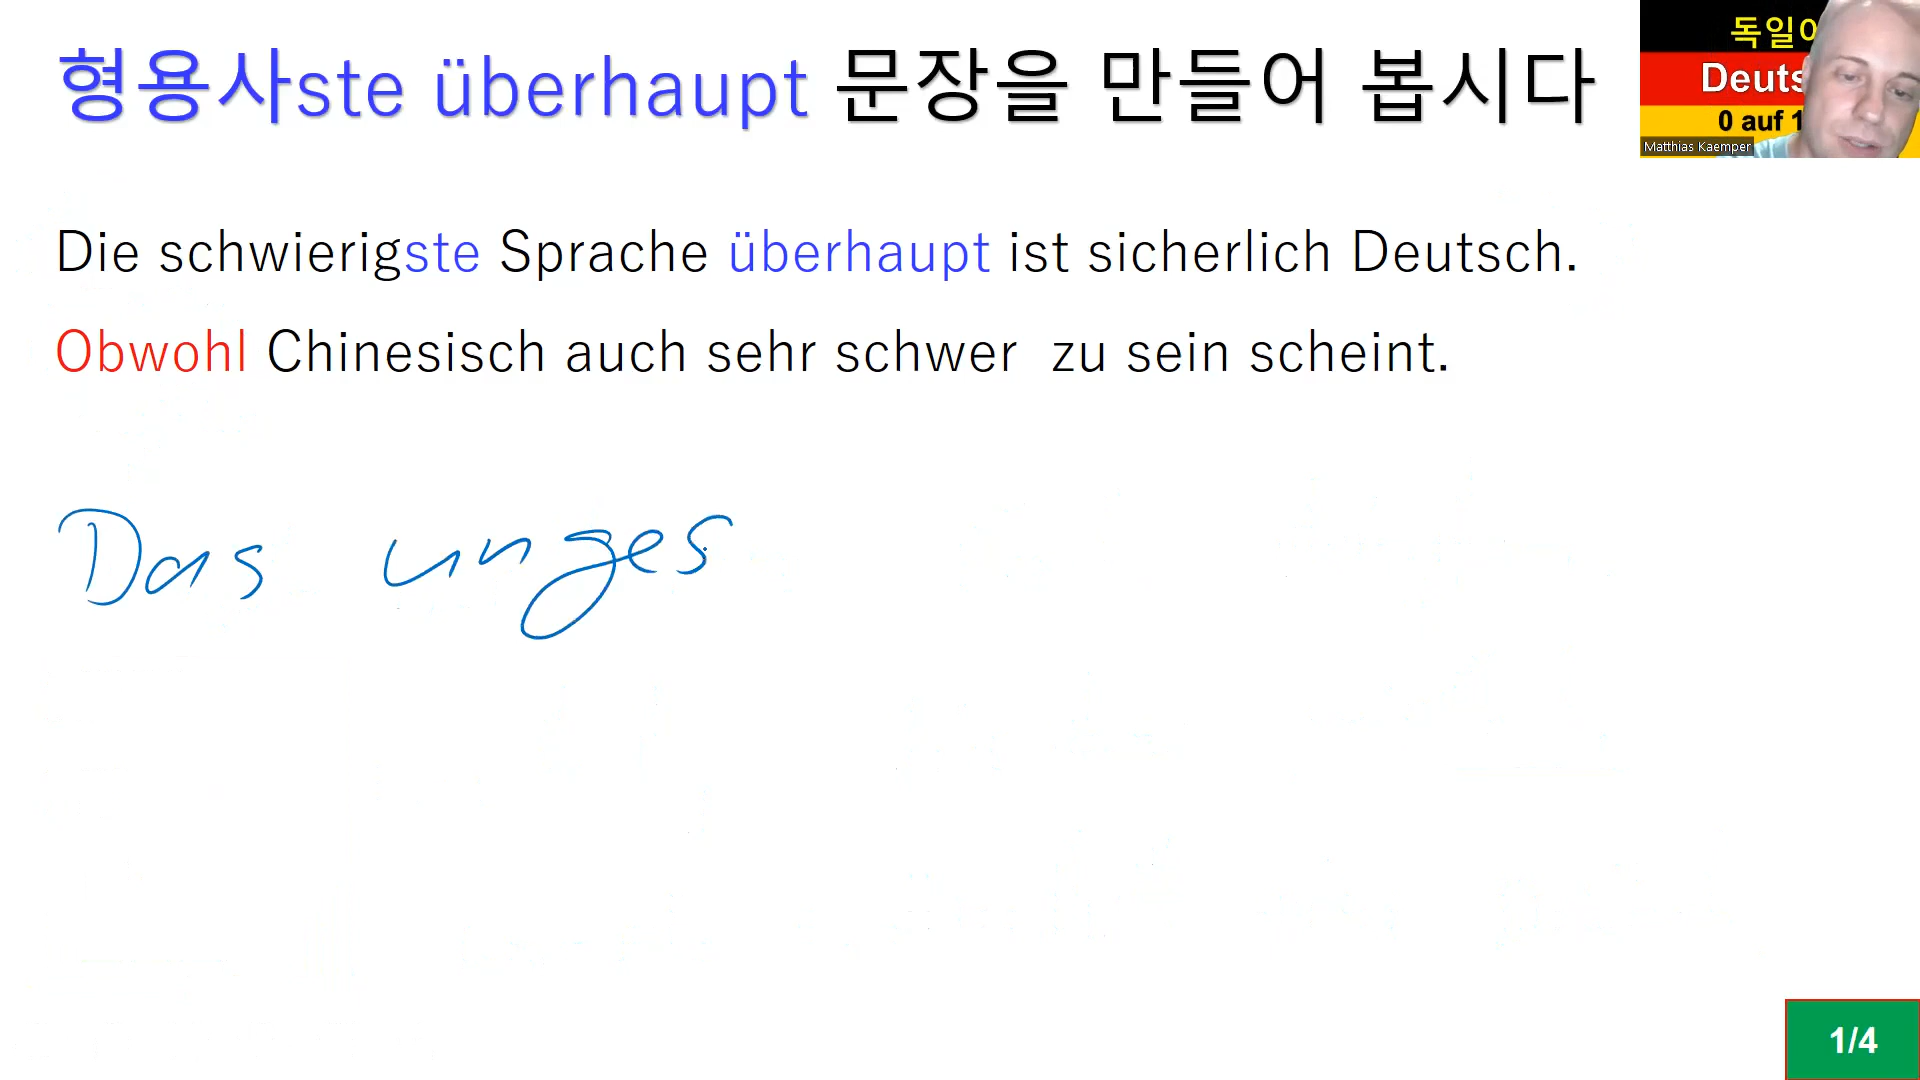 형용사ste überhaupt 문장을 만들어 봅시다
독일어
Deuts
0 auf 1
Matthias Kaemper
Die schwierigste Sprache überhaupt ist sicherlich Deutsch.
Obwohl Chinesisch auch sehr schwer zu sein scheint.
Das unges
1/4